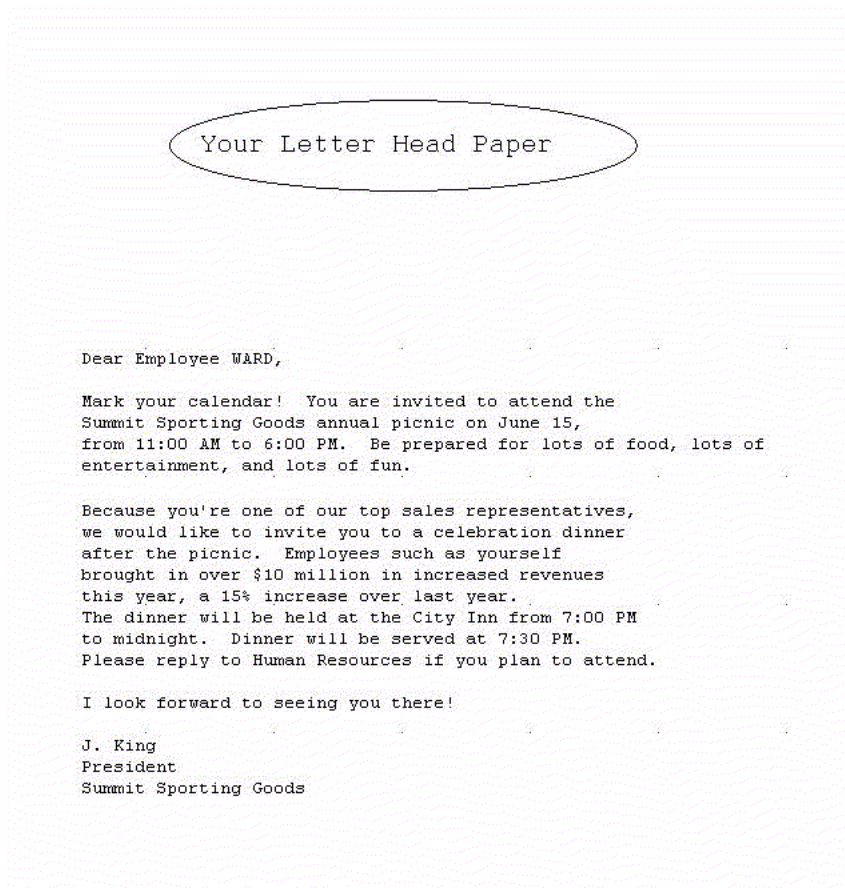 Your Letter Head Paper
Dear Employee WARD,
Mark your calendar!  You are invited to attend the
Summit Sporting Goods annual picnic on June 15,
from 11:00 AM to 6:00 PM.  Be prepared for lots of food, lots of
entertainment, and lots of fun.
Because you're one of our top sales representatives,
we would like to invite you to a celebration dinner
after the picnic.  Employees such as yourself
brought in over $10 million in increased revenues
this year, a 15% increase over last year.
The dinner will be held at the City Inn from 7:00 PM
to midnight.  Dinner will be served at 7:30 PM.
Please reply to Human Resources if you plan to attend.
I look forward to seeing you there!
J. King
President
Summit Sporting Goods